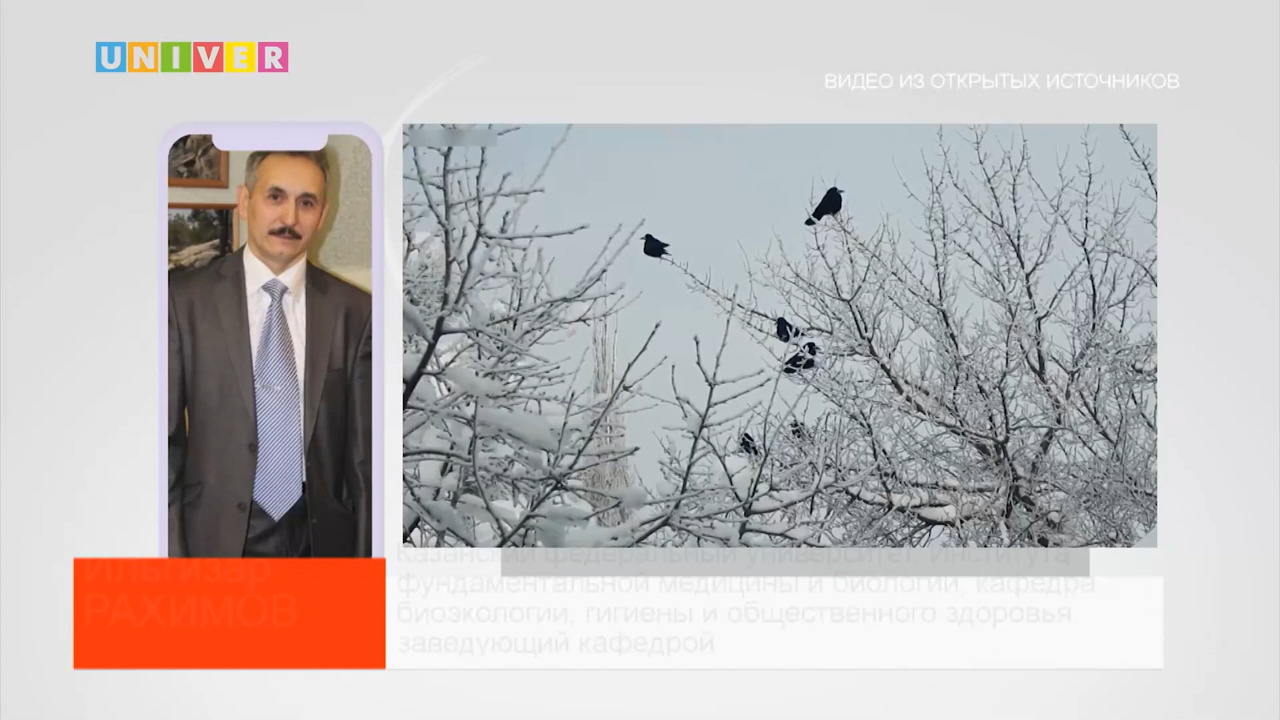 UNIVER
ВИДЕО ИЗ ОТКРЫТЫХ ИСТОЧНИКОВ
Ильгизар
РАХИМОВ
Казанский федеральный университет, Института
фундаментальной медицины и биологии, кафедра
биоэкологии, гигиены и общественного здоровья,
заведующий кафедрой